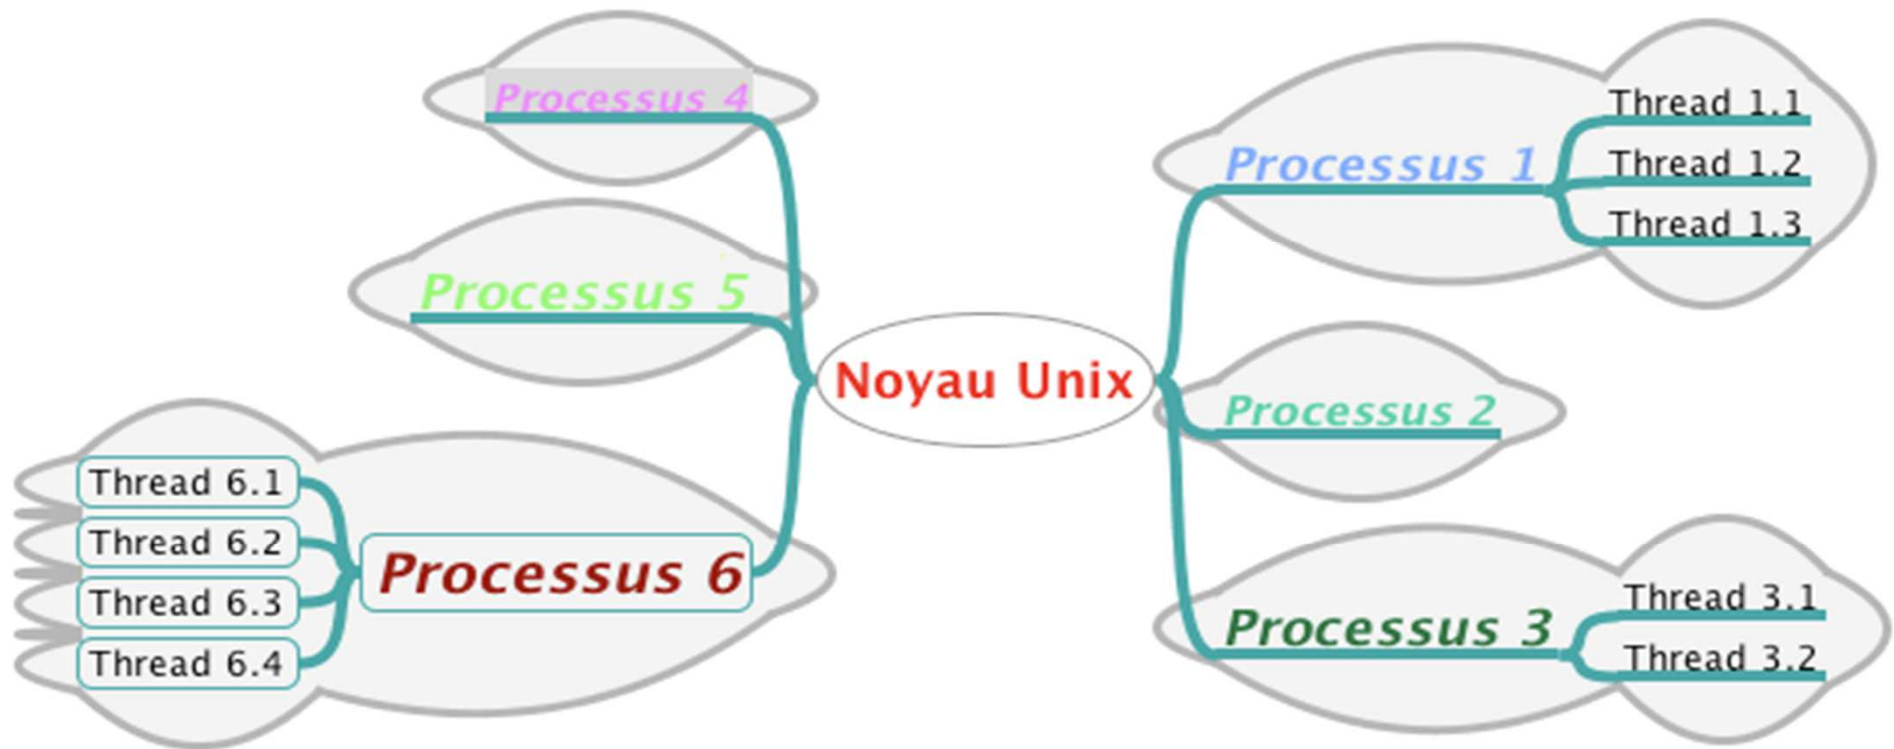 Processus 4
Processus 5
Thread 6.1
Thread 6.2
Thread 6.3
Thread 6.4
Processus 6
Noyau Unix
Processus 1
Thread 1.1
Thread 1.2
Thread 1.3
Processus 2
Processus 3
Thread 3.1
Thread 3.2